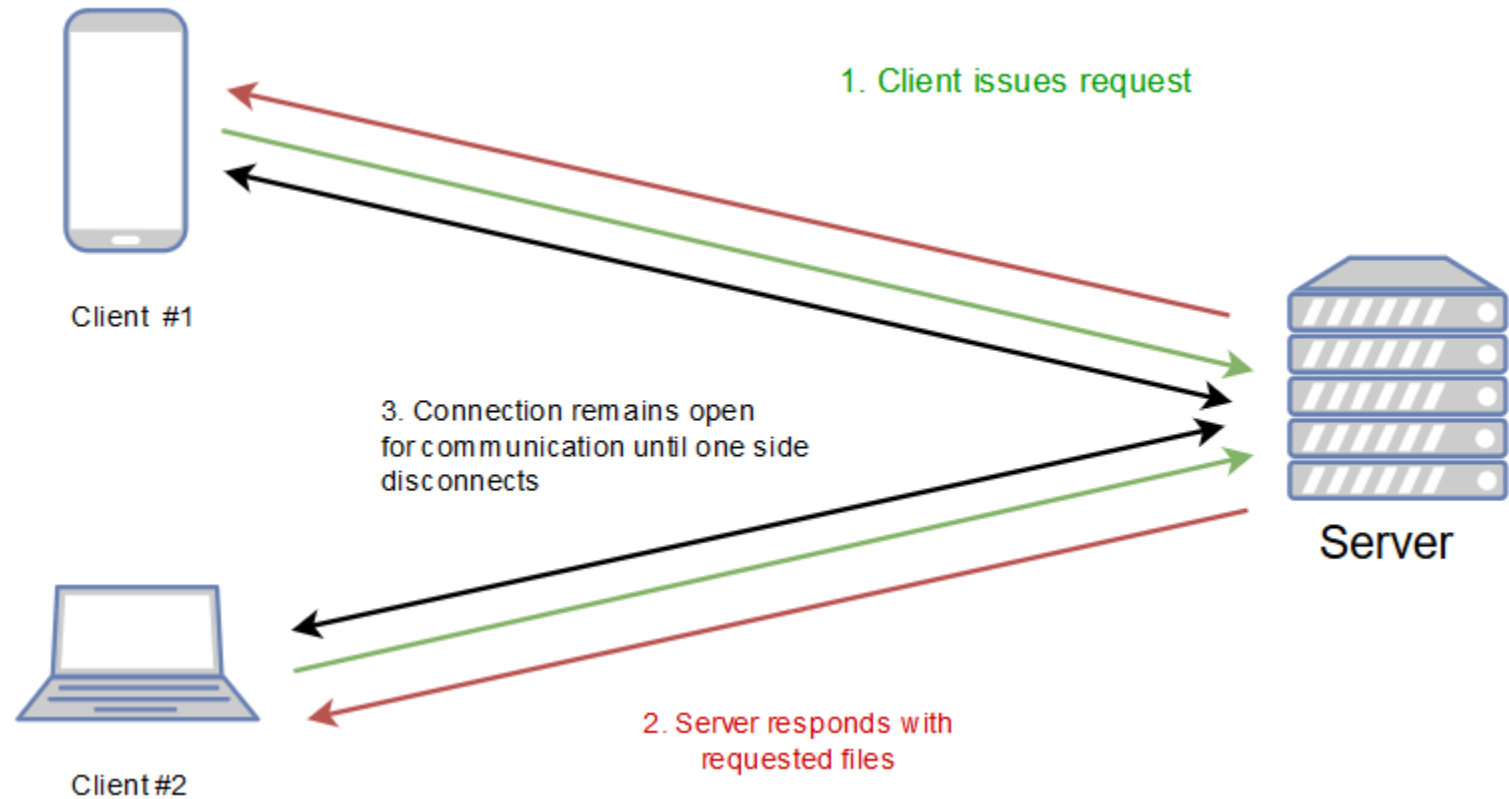 1. Client issues request
Client #1
3. Connection remains open
for communication until one side
disconnects
Server
2. Server responds with
requested files
Client #2